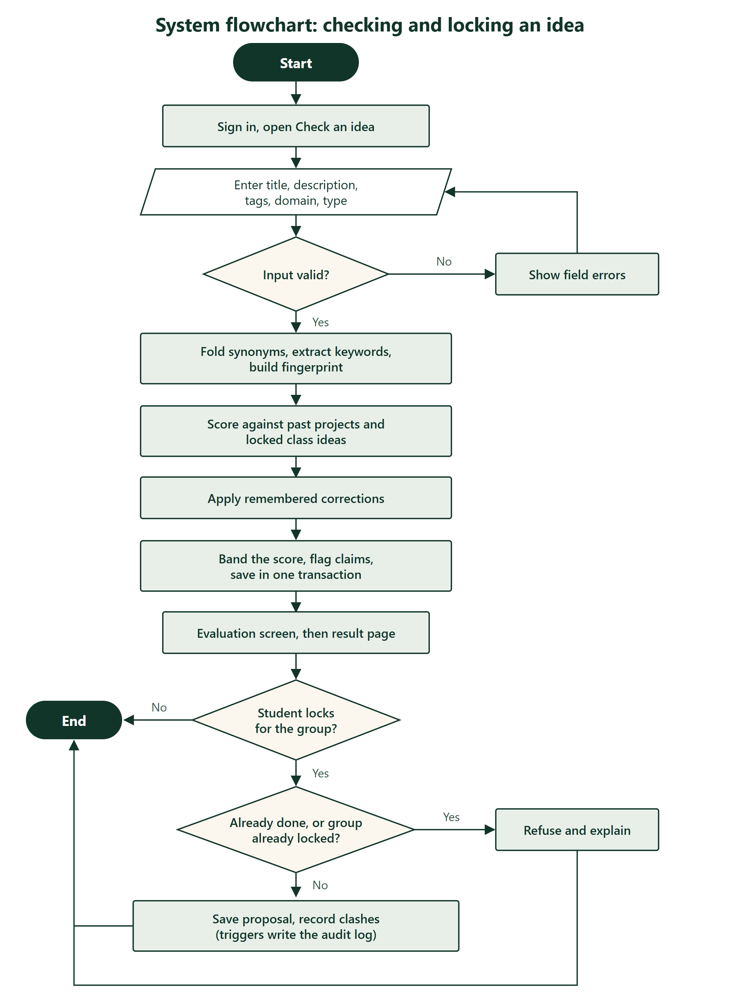 System flowchart: checking and locking an idea
Start
Sign in, open Check an idea
Enter title, description,
tags, domain, type
Input valid?
No
Show field errors
Yes
Fold synonyms, extract keywords,
build fingerprint
Score against past projects and
locked class ideas
Apply remembered corrections
Band the score, flag claims,
save in one transaction
Evaluation screen, then result page
Student locks
for the group?
No
End
Yes
Already done, or group
already locked?
Yes
Refuse and explain
No
Save proposal, record clashes
(triggers write the audit log)